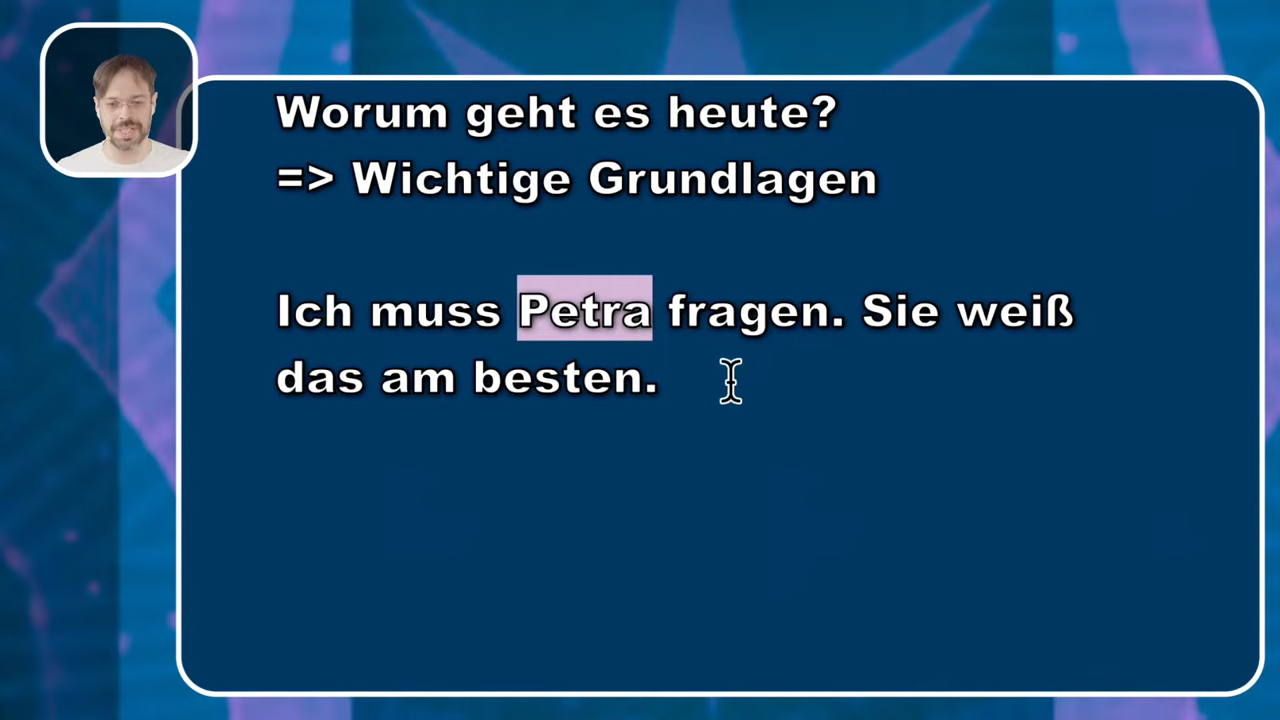 Worum geht es heute?
=> Wichtige Grundlagen
Ich muss Petra fragen. Sie weiß
das am besten.